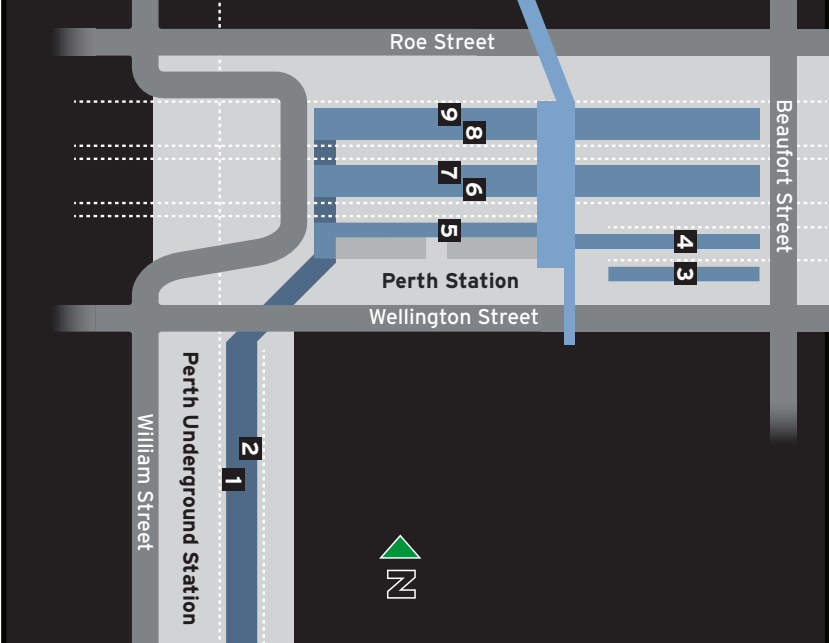 Roe Street
Beaufort Street
9
8
7
6
5
4
3
Perth Station
Wellington Street
Perth Underground Station
William Street
2
1
N